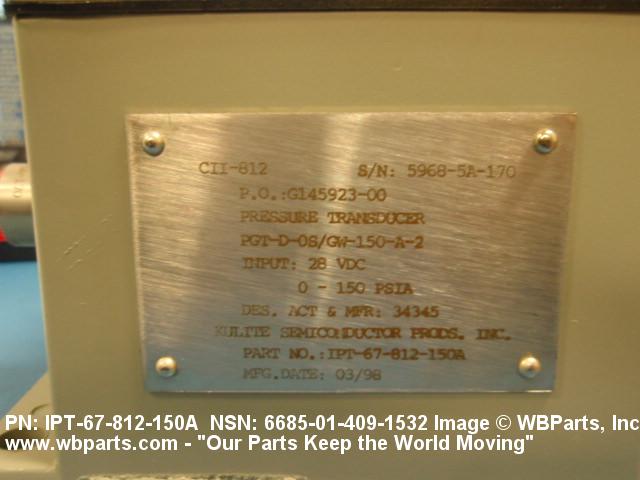 CII-812 S/N: 5968-5A-170
P.O.:G145923-00
PRESSURE TRANSDUCER
PGT-D-0S/GW-150-A-2
INPUT: 28 VDC
0 - 150 PSIA
DES. ACT & MFR: 34345
KULITE SEMICONDUCTOR PRODS. INC.
PART NO.:IPT-67-812-150A
MFG.DATE: 03/98
PN: IPT-67-812-150A NSN: 6685-01-409-1532 Image © WBParts, Inc
www.wbparts.com - "Our Parts Keep the World Moving"